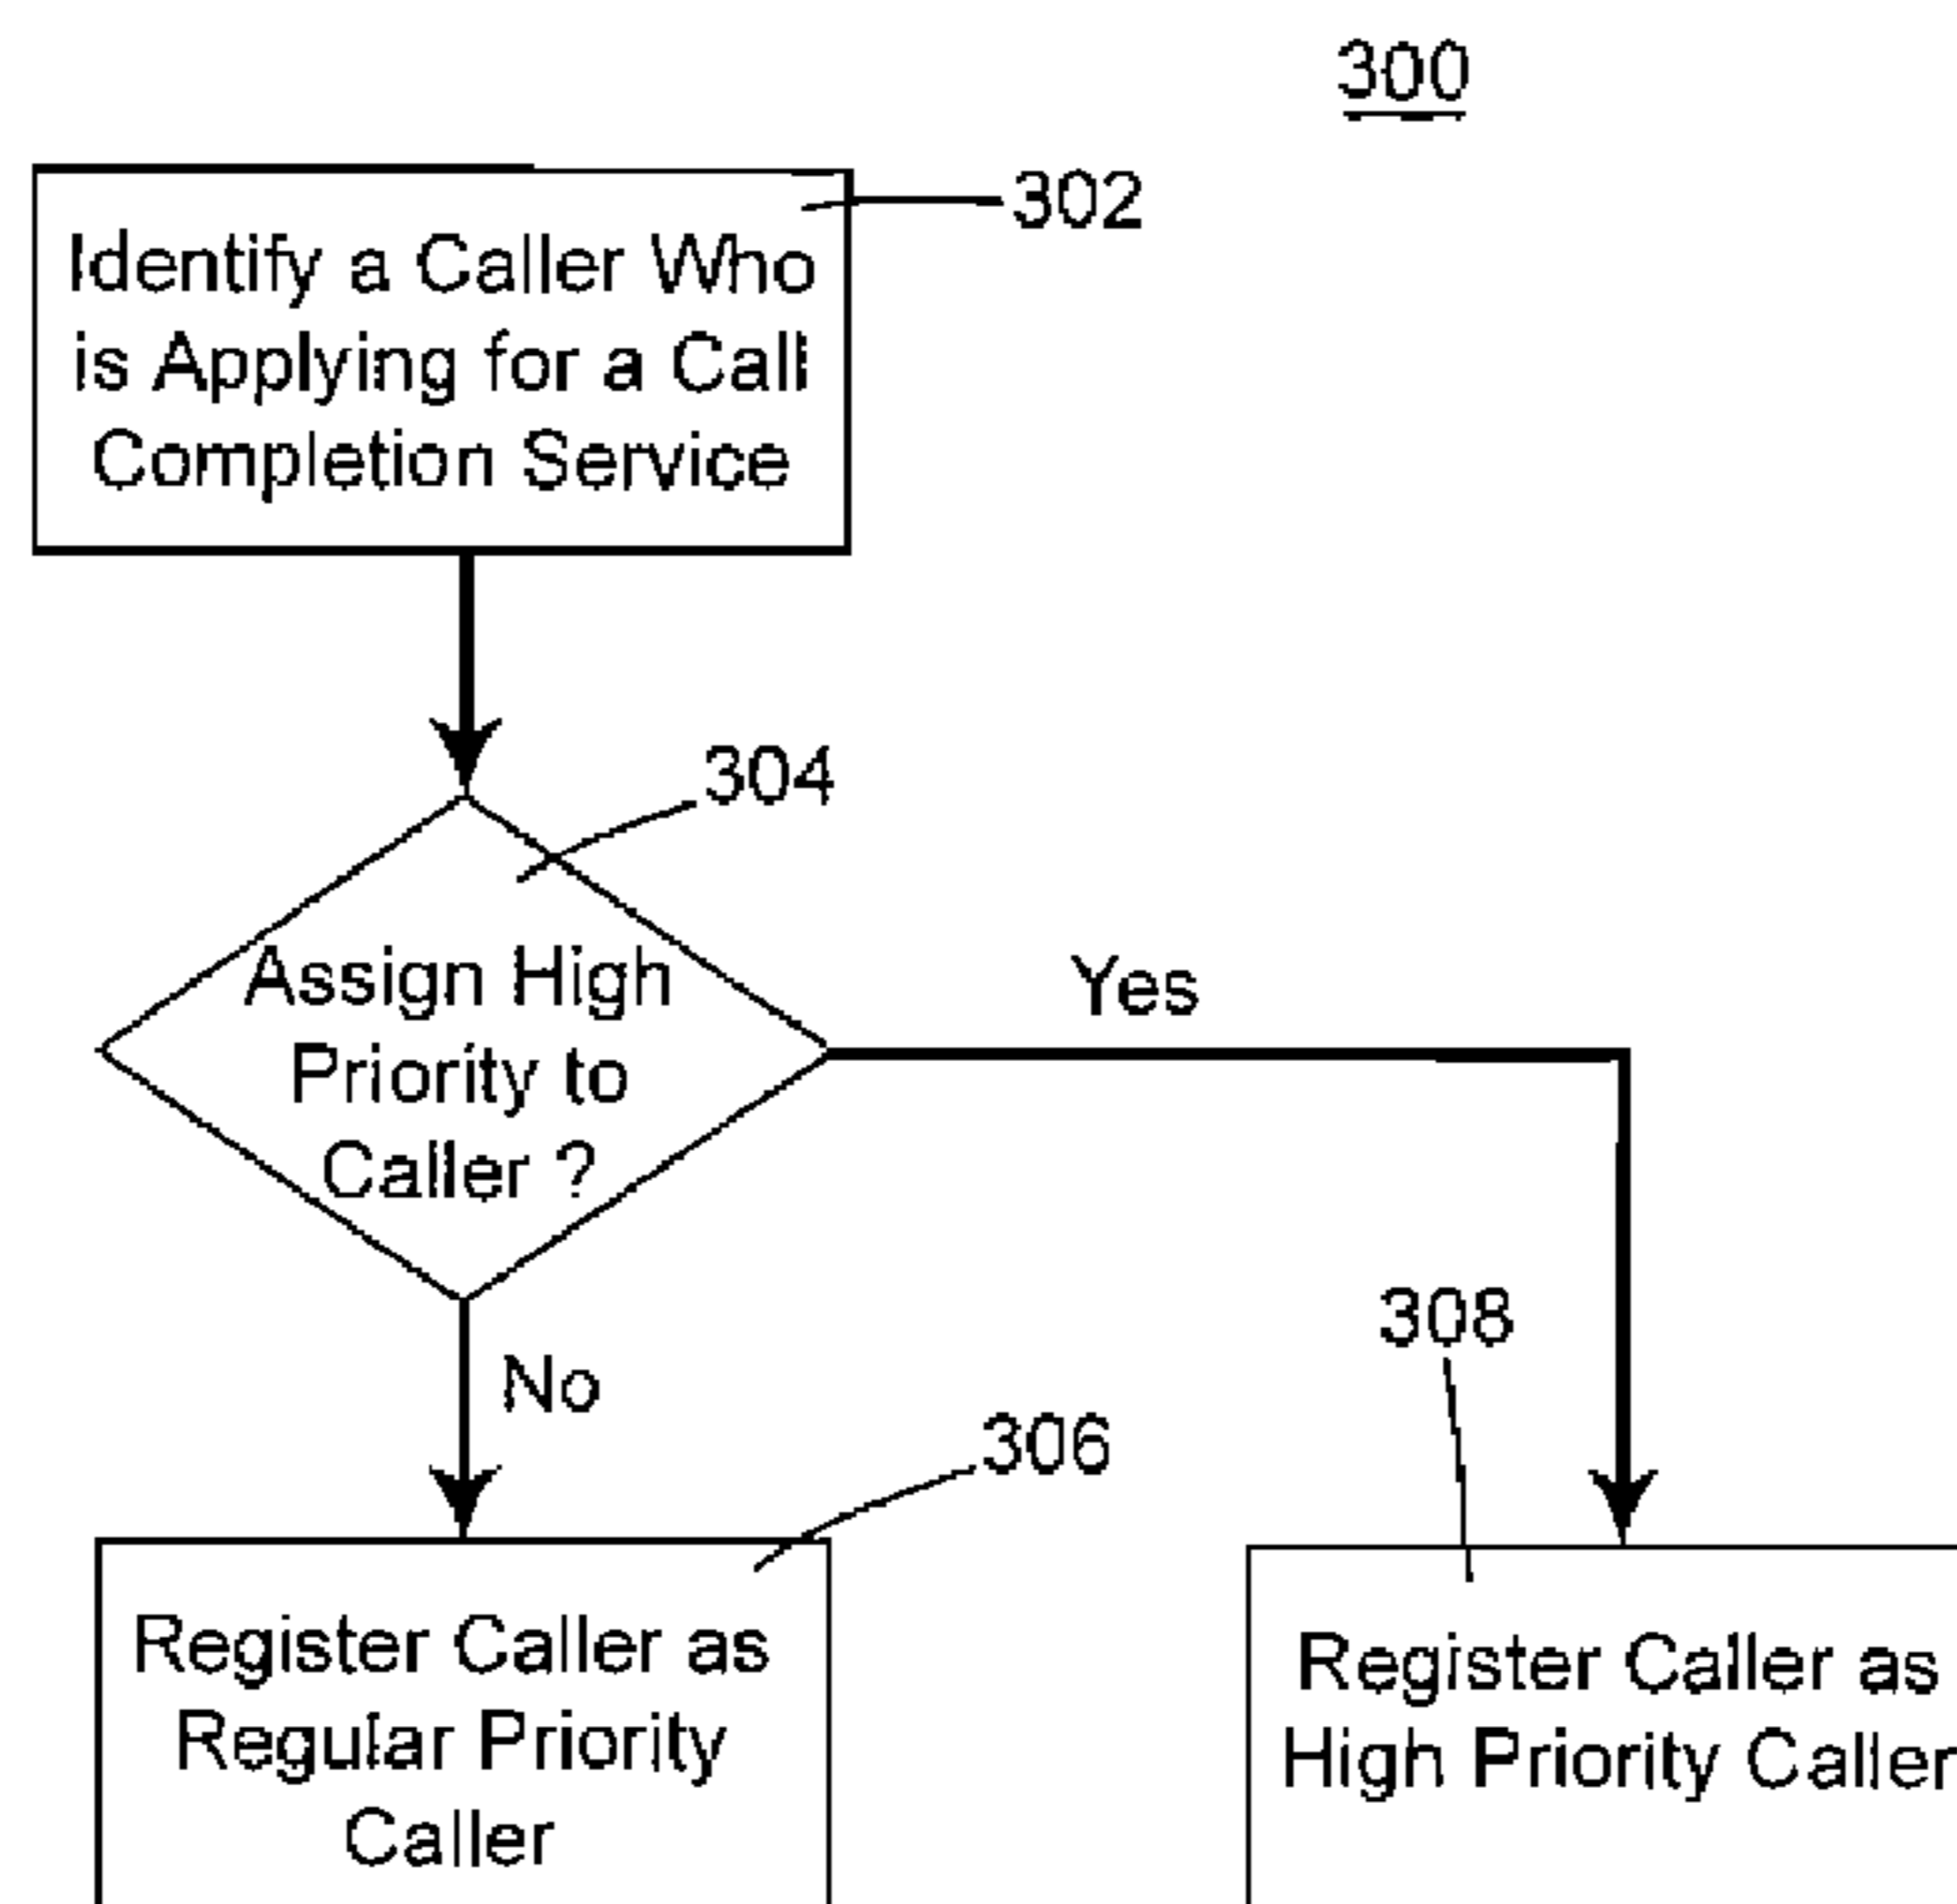 300
302
Identify a Caller Who
is Applying for a Call
Completion Service
304
Assign High
Priority to
Caller ?
Yes
No
308
306
Register Caller as
Regular Priority
Caller
Register Caller as
High Priority Caller